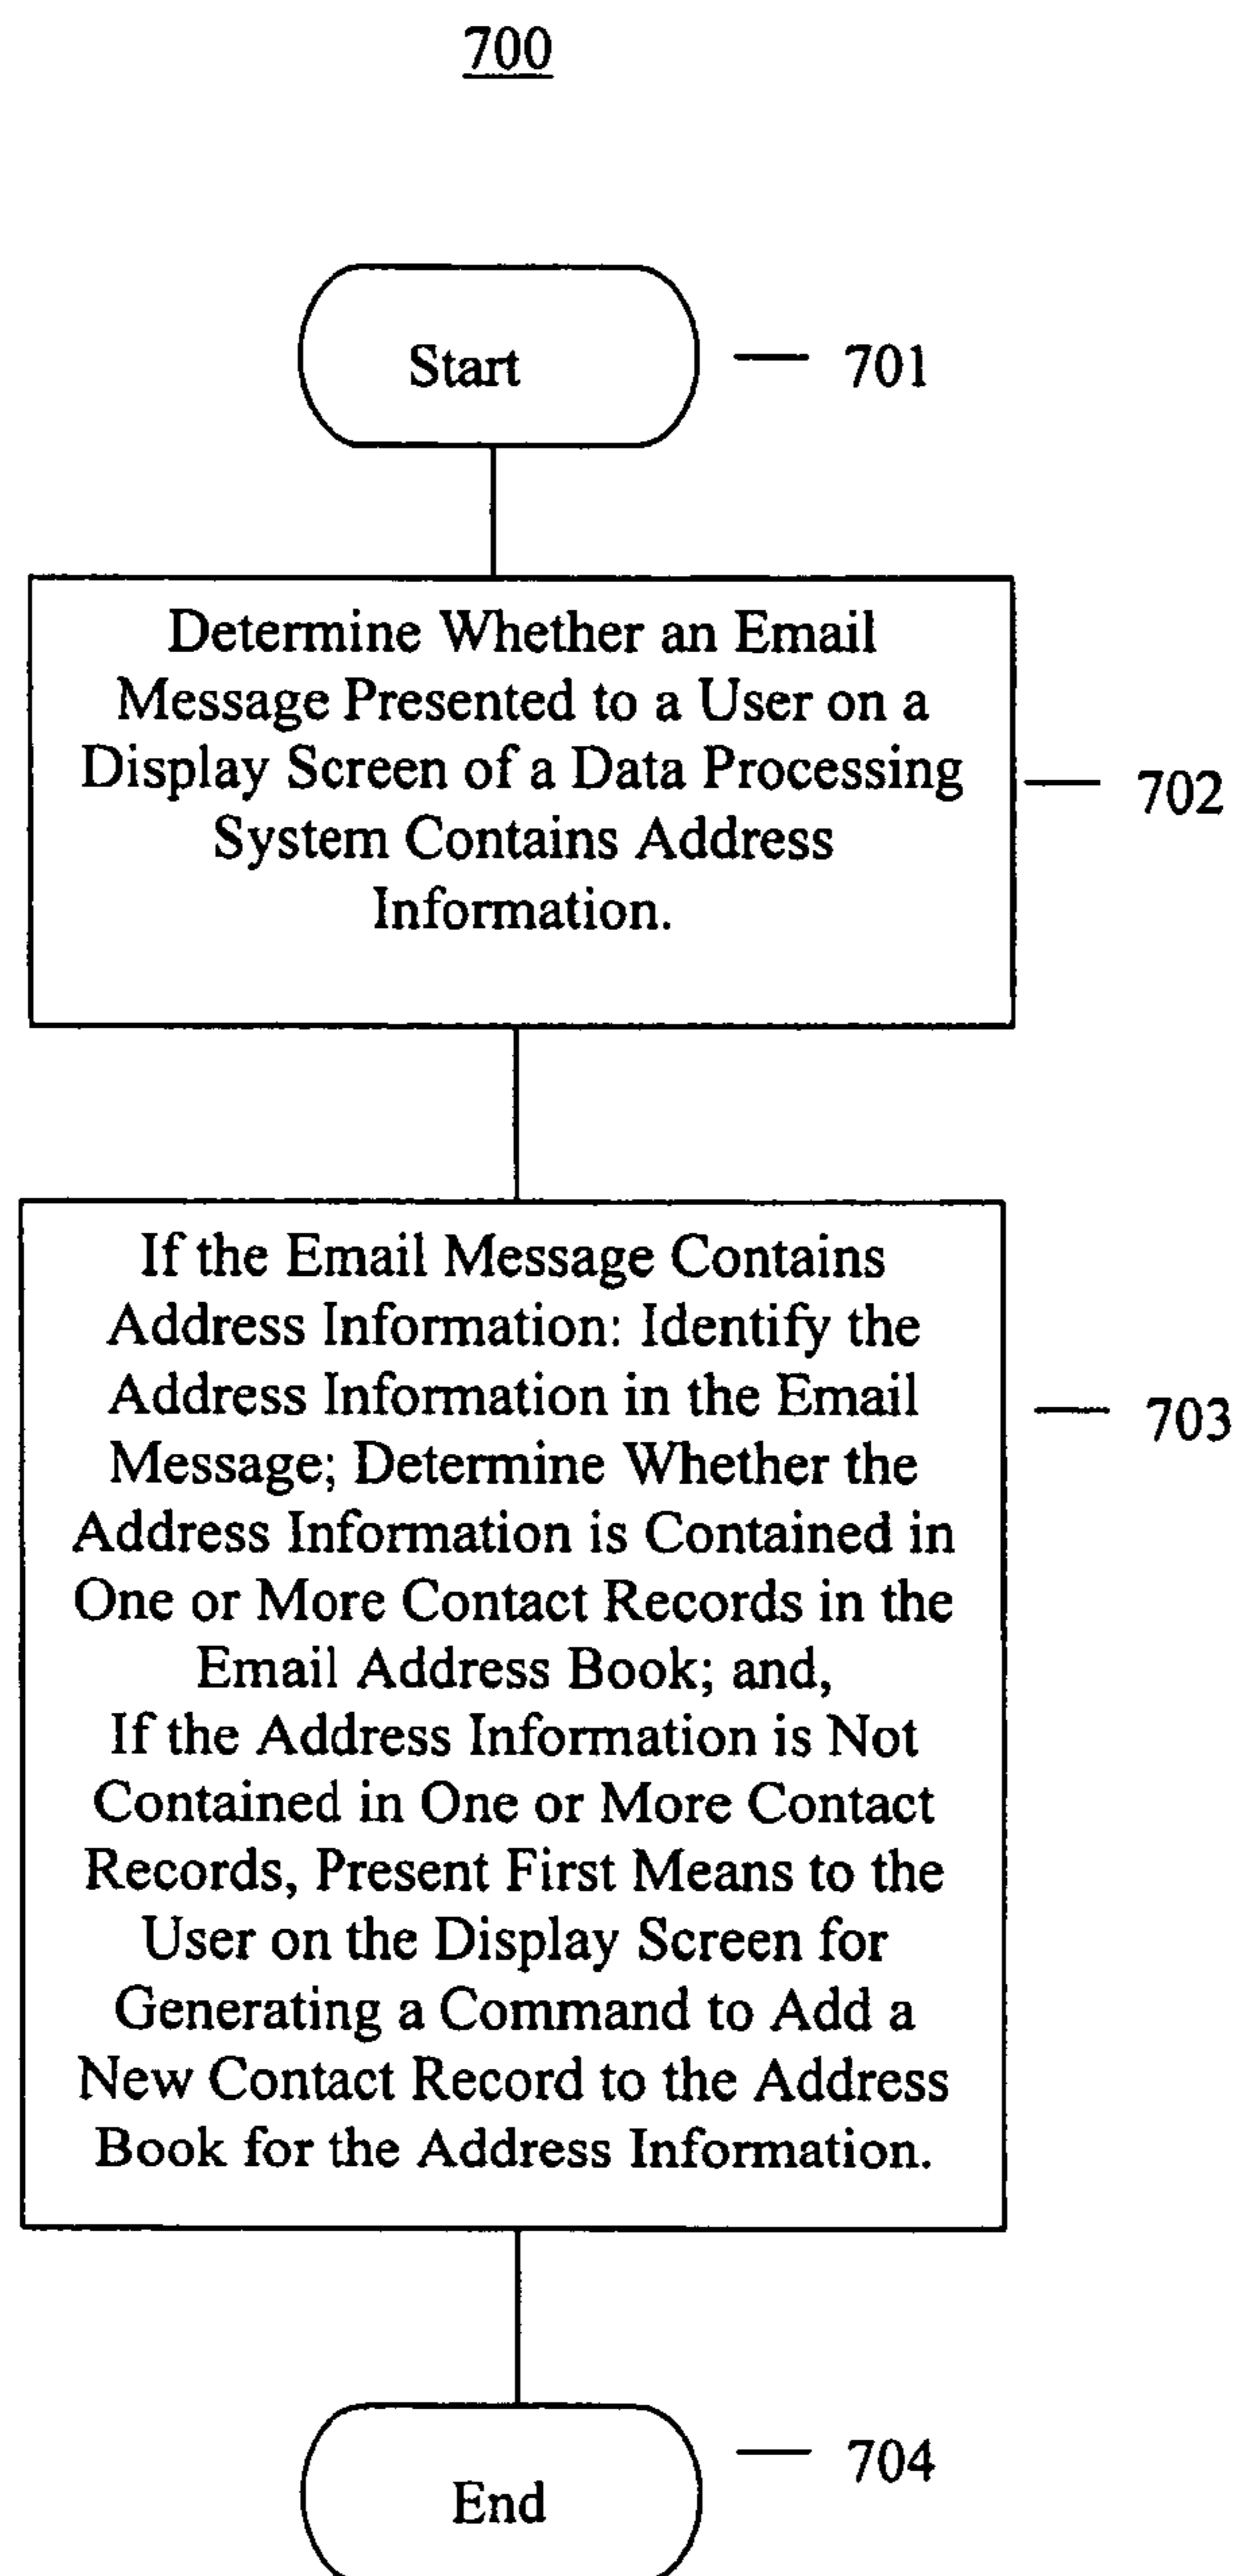 700
Start
701
Determine Whether an Email
Message Presented to a User on a
Display Screen of a Data Processing
System Contains Address
Information.
702
If the Email Message Contains
Address Information: Identify the
Address Information in the Email
Message; Determine Whether the
Address Information is Contained in
One or More Contact Records in the
Email Address Book; and,
If the Address Information is Not
Contained in One or More Contact
Records, Present First Means to the
User on the Display Screen for
Generating a Command to Add a
New Contact Record to the Address
Book for the Address Information.
703
End
704